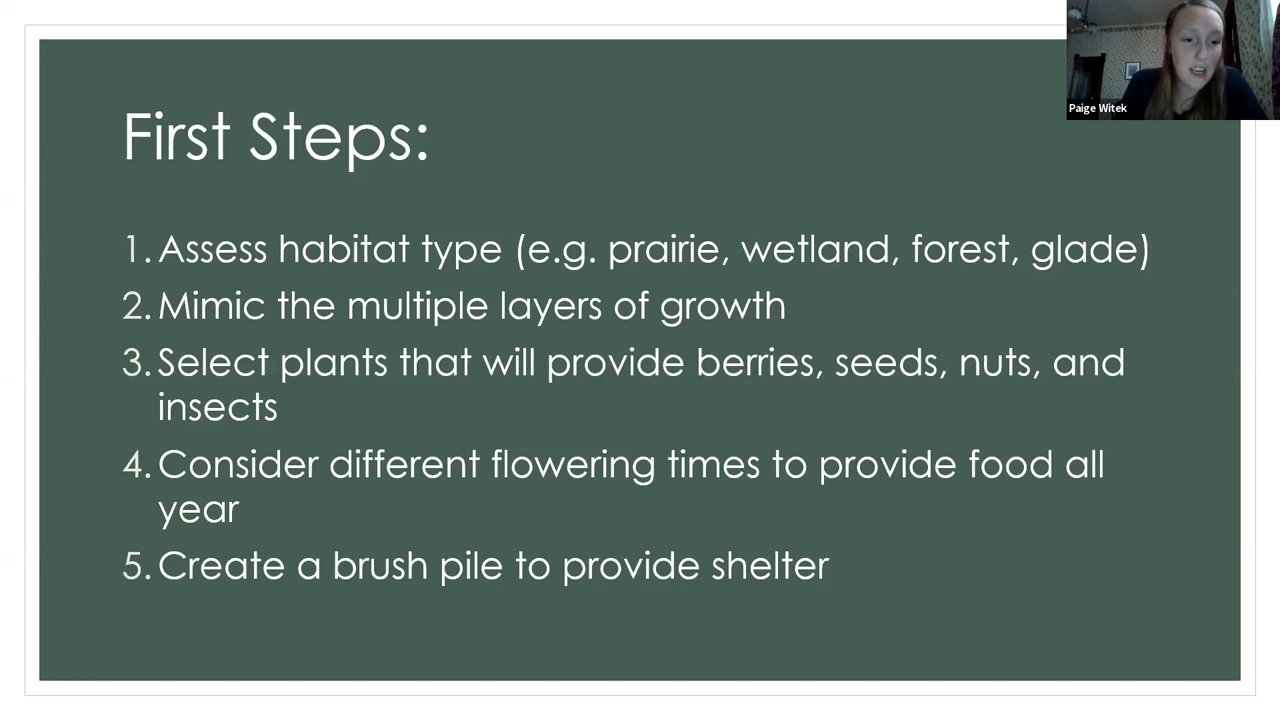 Paige Witek
First Steps:
1. Assess habitat type (e.g. prairie, wetland, forest, glade)
2. Mimic the multiple layers of growth
3. Select plants that will provide berries, seeds, nuts, and
insects
4. Consider different flowering times to provide food all
year
5. Create a brush pile to provide shelter